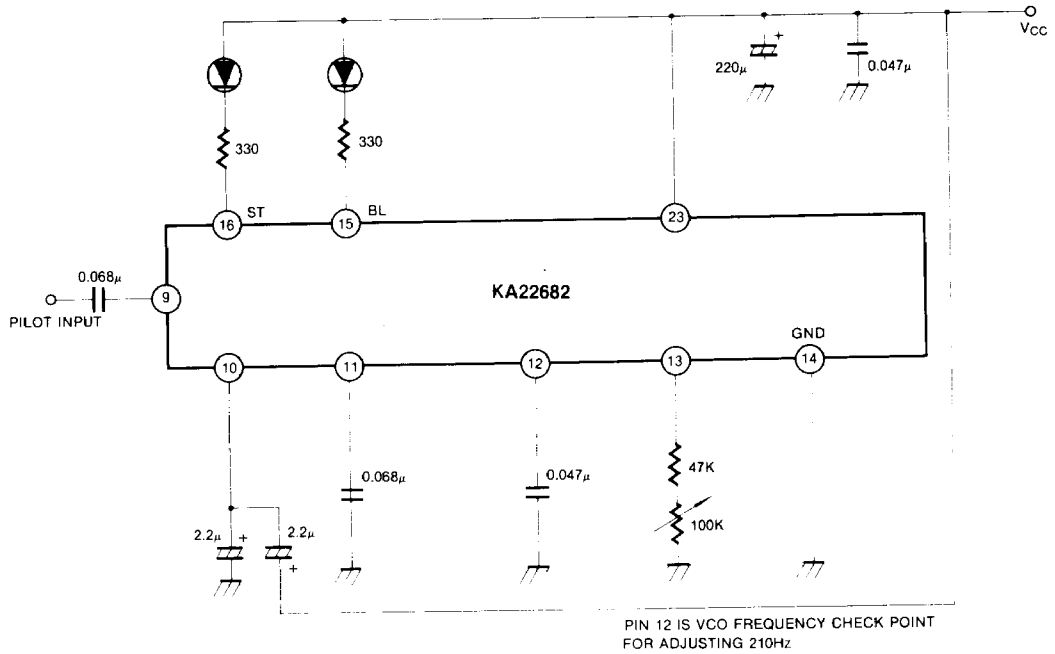 VCC
220µ
+
0.047µ
330
330
16
ST
15
BL
23
0.068µ
9
PILOT INPUT
KA22682
GND
10
11
12
13
14
0.068µ
0.047µ
47K
100K
2.2µ
+
2.2µ
+
PIN 12 IS VCO FREQUENCY CHECK POINT
FOR ADJUSTING 210Hz